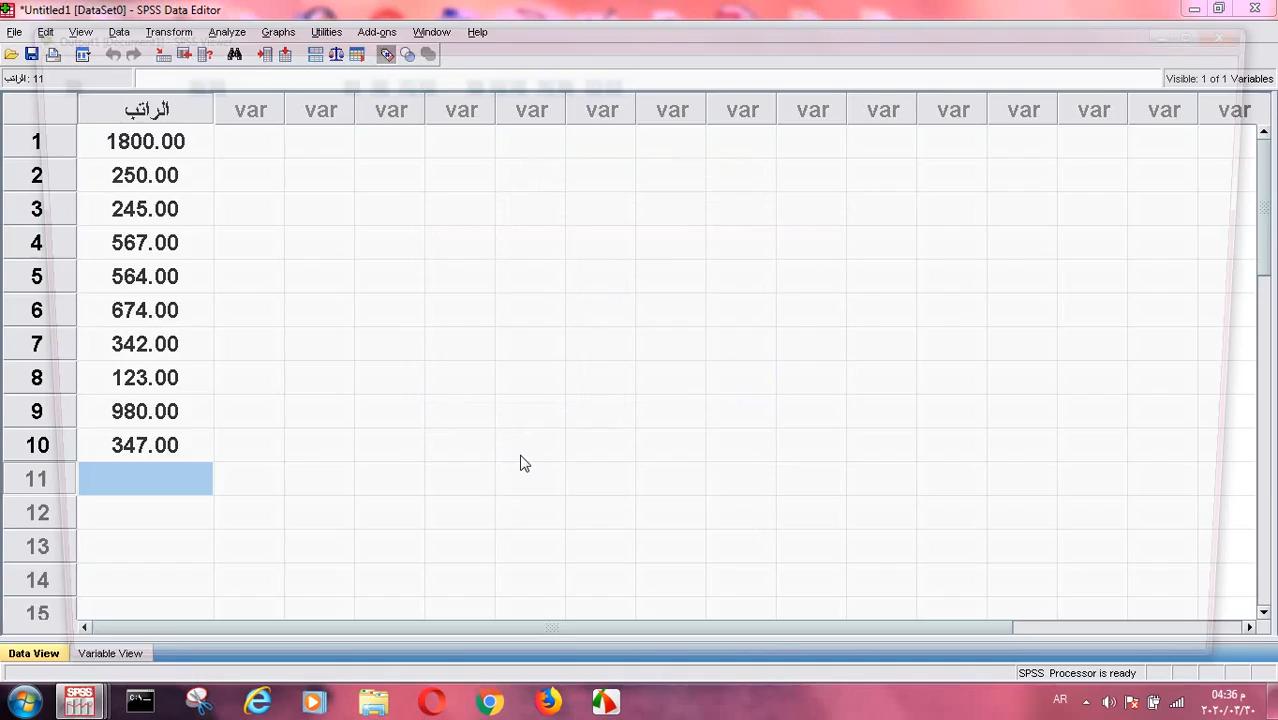 *Untitled1 [DataSet0] - SPSS Data Editor
File Edit View Data Transform Analyze Graphs Utilities Add-ons Window Help
الراتب: 11
Visible: 1 of 1 Variables
الراتب var var var var var var var var var var var var var var var
1 1800.00
2 250.00
3 245.00
4 567.00
5 564.00
6 674.00
7 342.00
8 123.00
9 980.00
10 347.00
11
12
13
14
15
Data View Variable View
SPSS Processor is ready
AR
04:36 م
٢٠٢٠/٠٣/٣٠